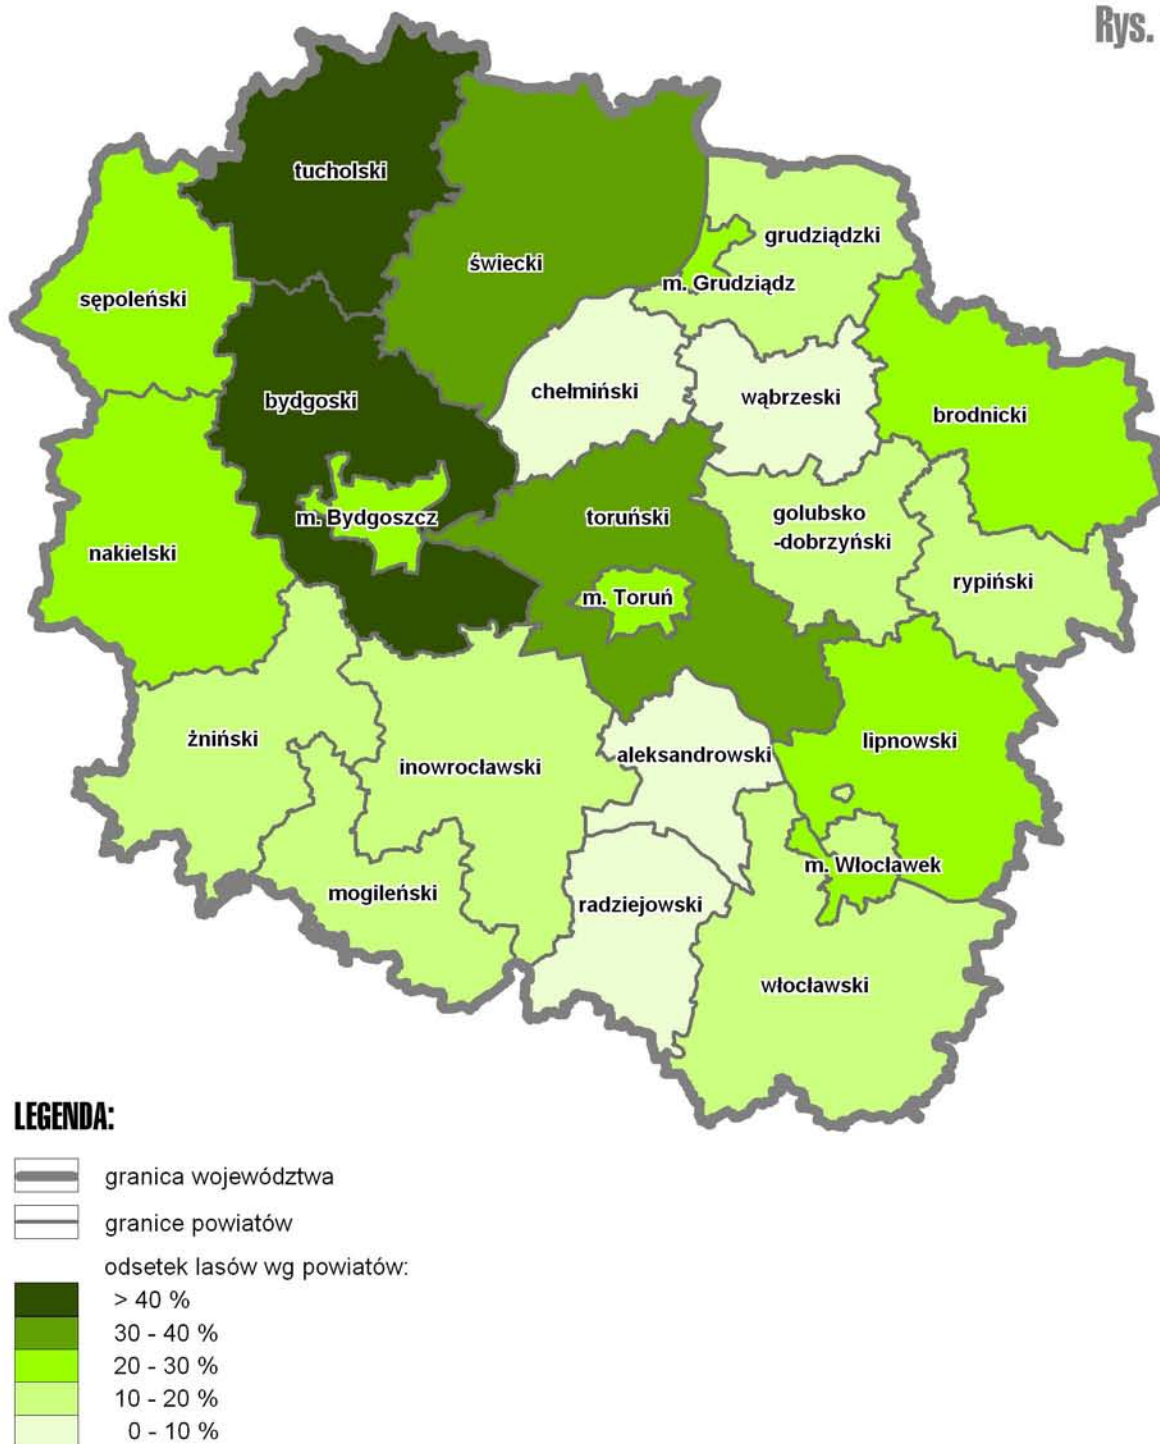 Rys.
tucholski
świecki
grudziądzki
m. Grudziądz
sępoleński
chełmiński
wąbrzeski
bydgoski
brodnicki
m. Bydgoszcz
toruński
golubsko
-dobrzyński
nakielski
rypiński
m. Toruń
żniński
lipnowski
inowrocławski
aleksandrowski
m. Włocławek
mogileński
radziejowski
włocławski
LEGENDA:
granica województwa
granice powiatów
odsetek lasów wg powiatów:
> 40 %
30 - 40 %
20 - 30 %
10 - 20 %
0 - 10 %